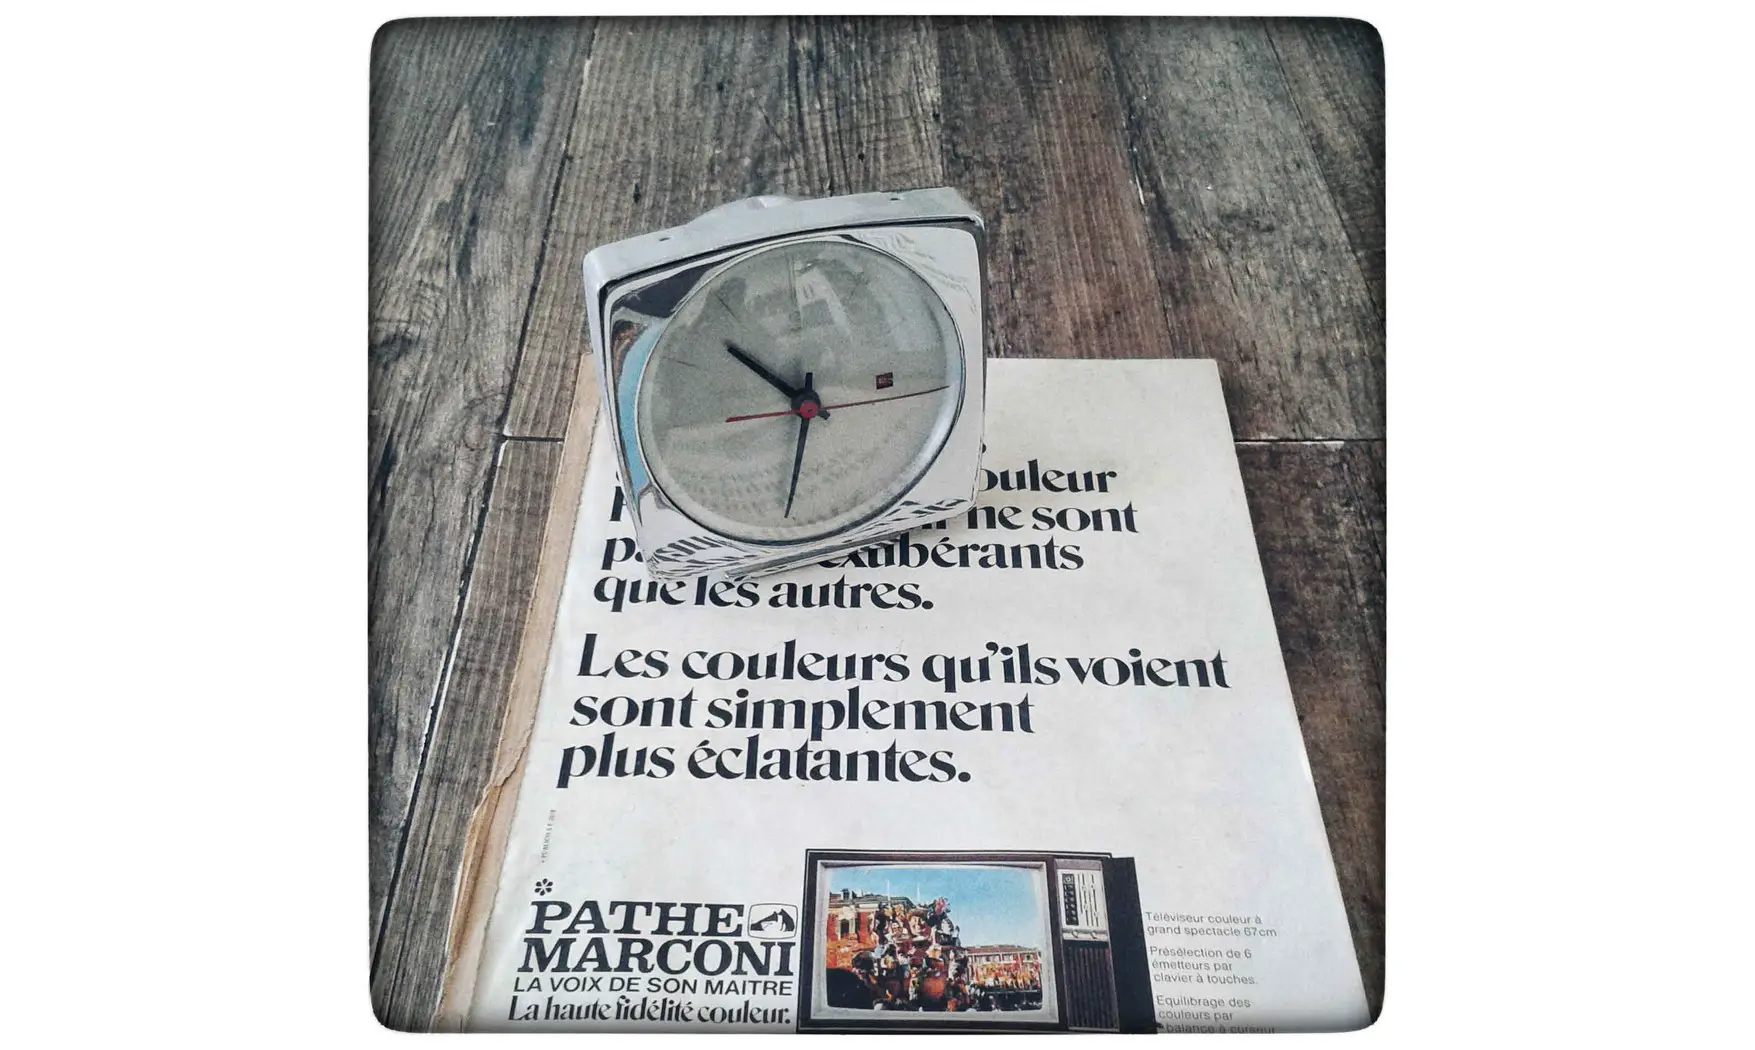 ouleur
ne sont
exubérants
que les autres.
Les couleurs qu'ils voient
sont simplement
plus éclatantes.
PATHE
MARCONI
LA VOIX DE SON MAITRE
La haute fidélité couleur.
Téléviseur couleur à
grand spectacle 67cm
Présélection de 6
émetteurs par
clavier à touches.
Equilibrage des
couleurs par
balance à curseur